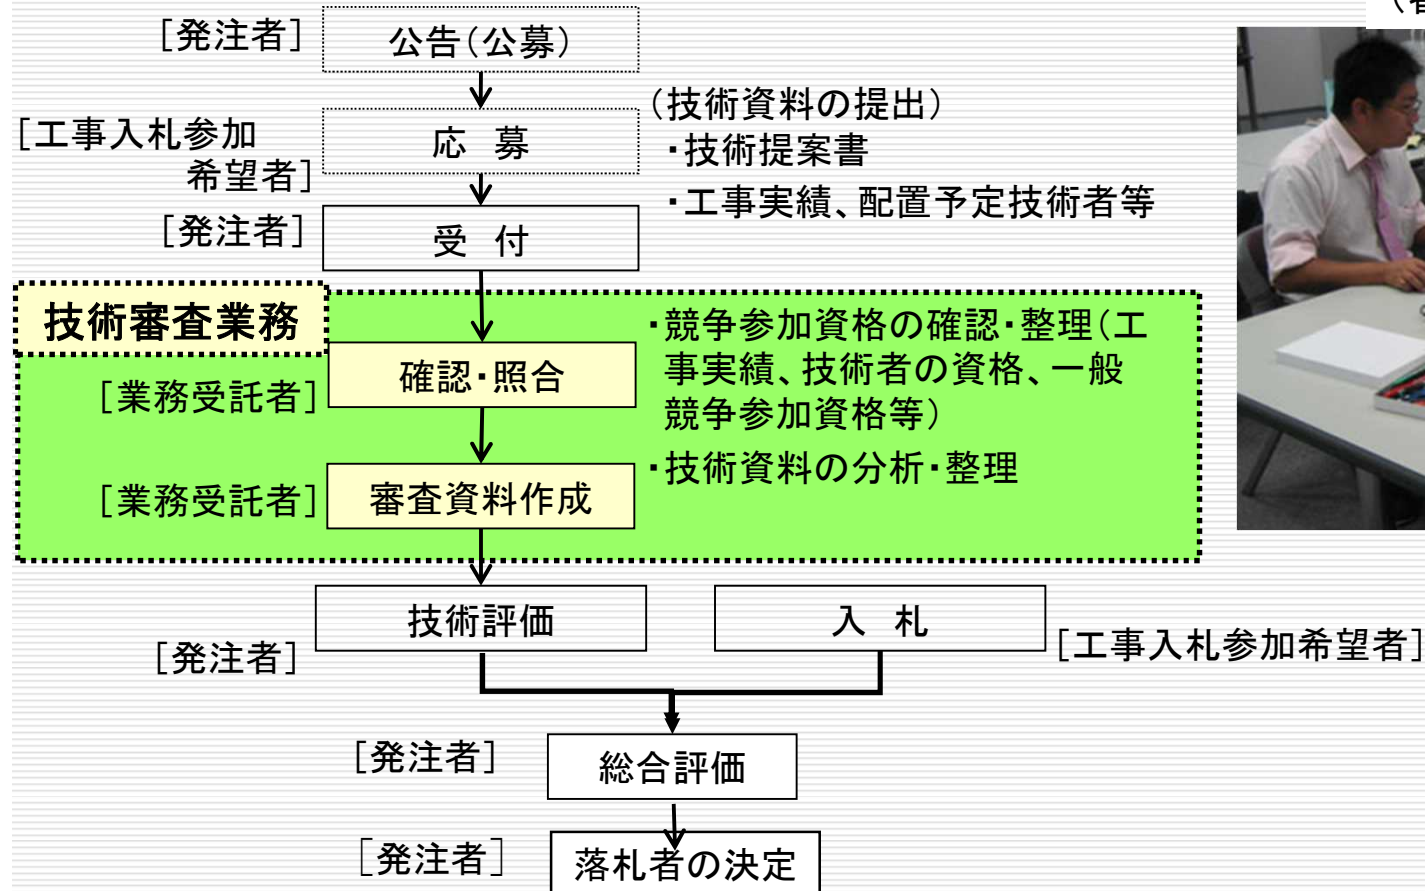 [発注者]
公告(公募)
[工事入札参加
希望者]
応 募
(技術資料の提出)
・技術提案書
・工事実績、配置予定技術者等
[発注者]
受 付
技術審査業務
[業務受託者]
確認・照合
・競争参加資格の確認・整理(工
事実績、技術者の資格、一般
競争参加資格等)
[業務受託者]
審査資料作成
・技術資料の分析・整理
[発注者]
技術評価
入 札
[工事入札参加希望者]
[発注者]
総合評価
[発注者]
落札者の決定